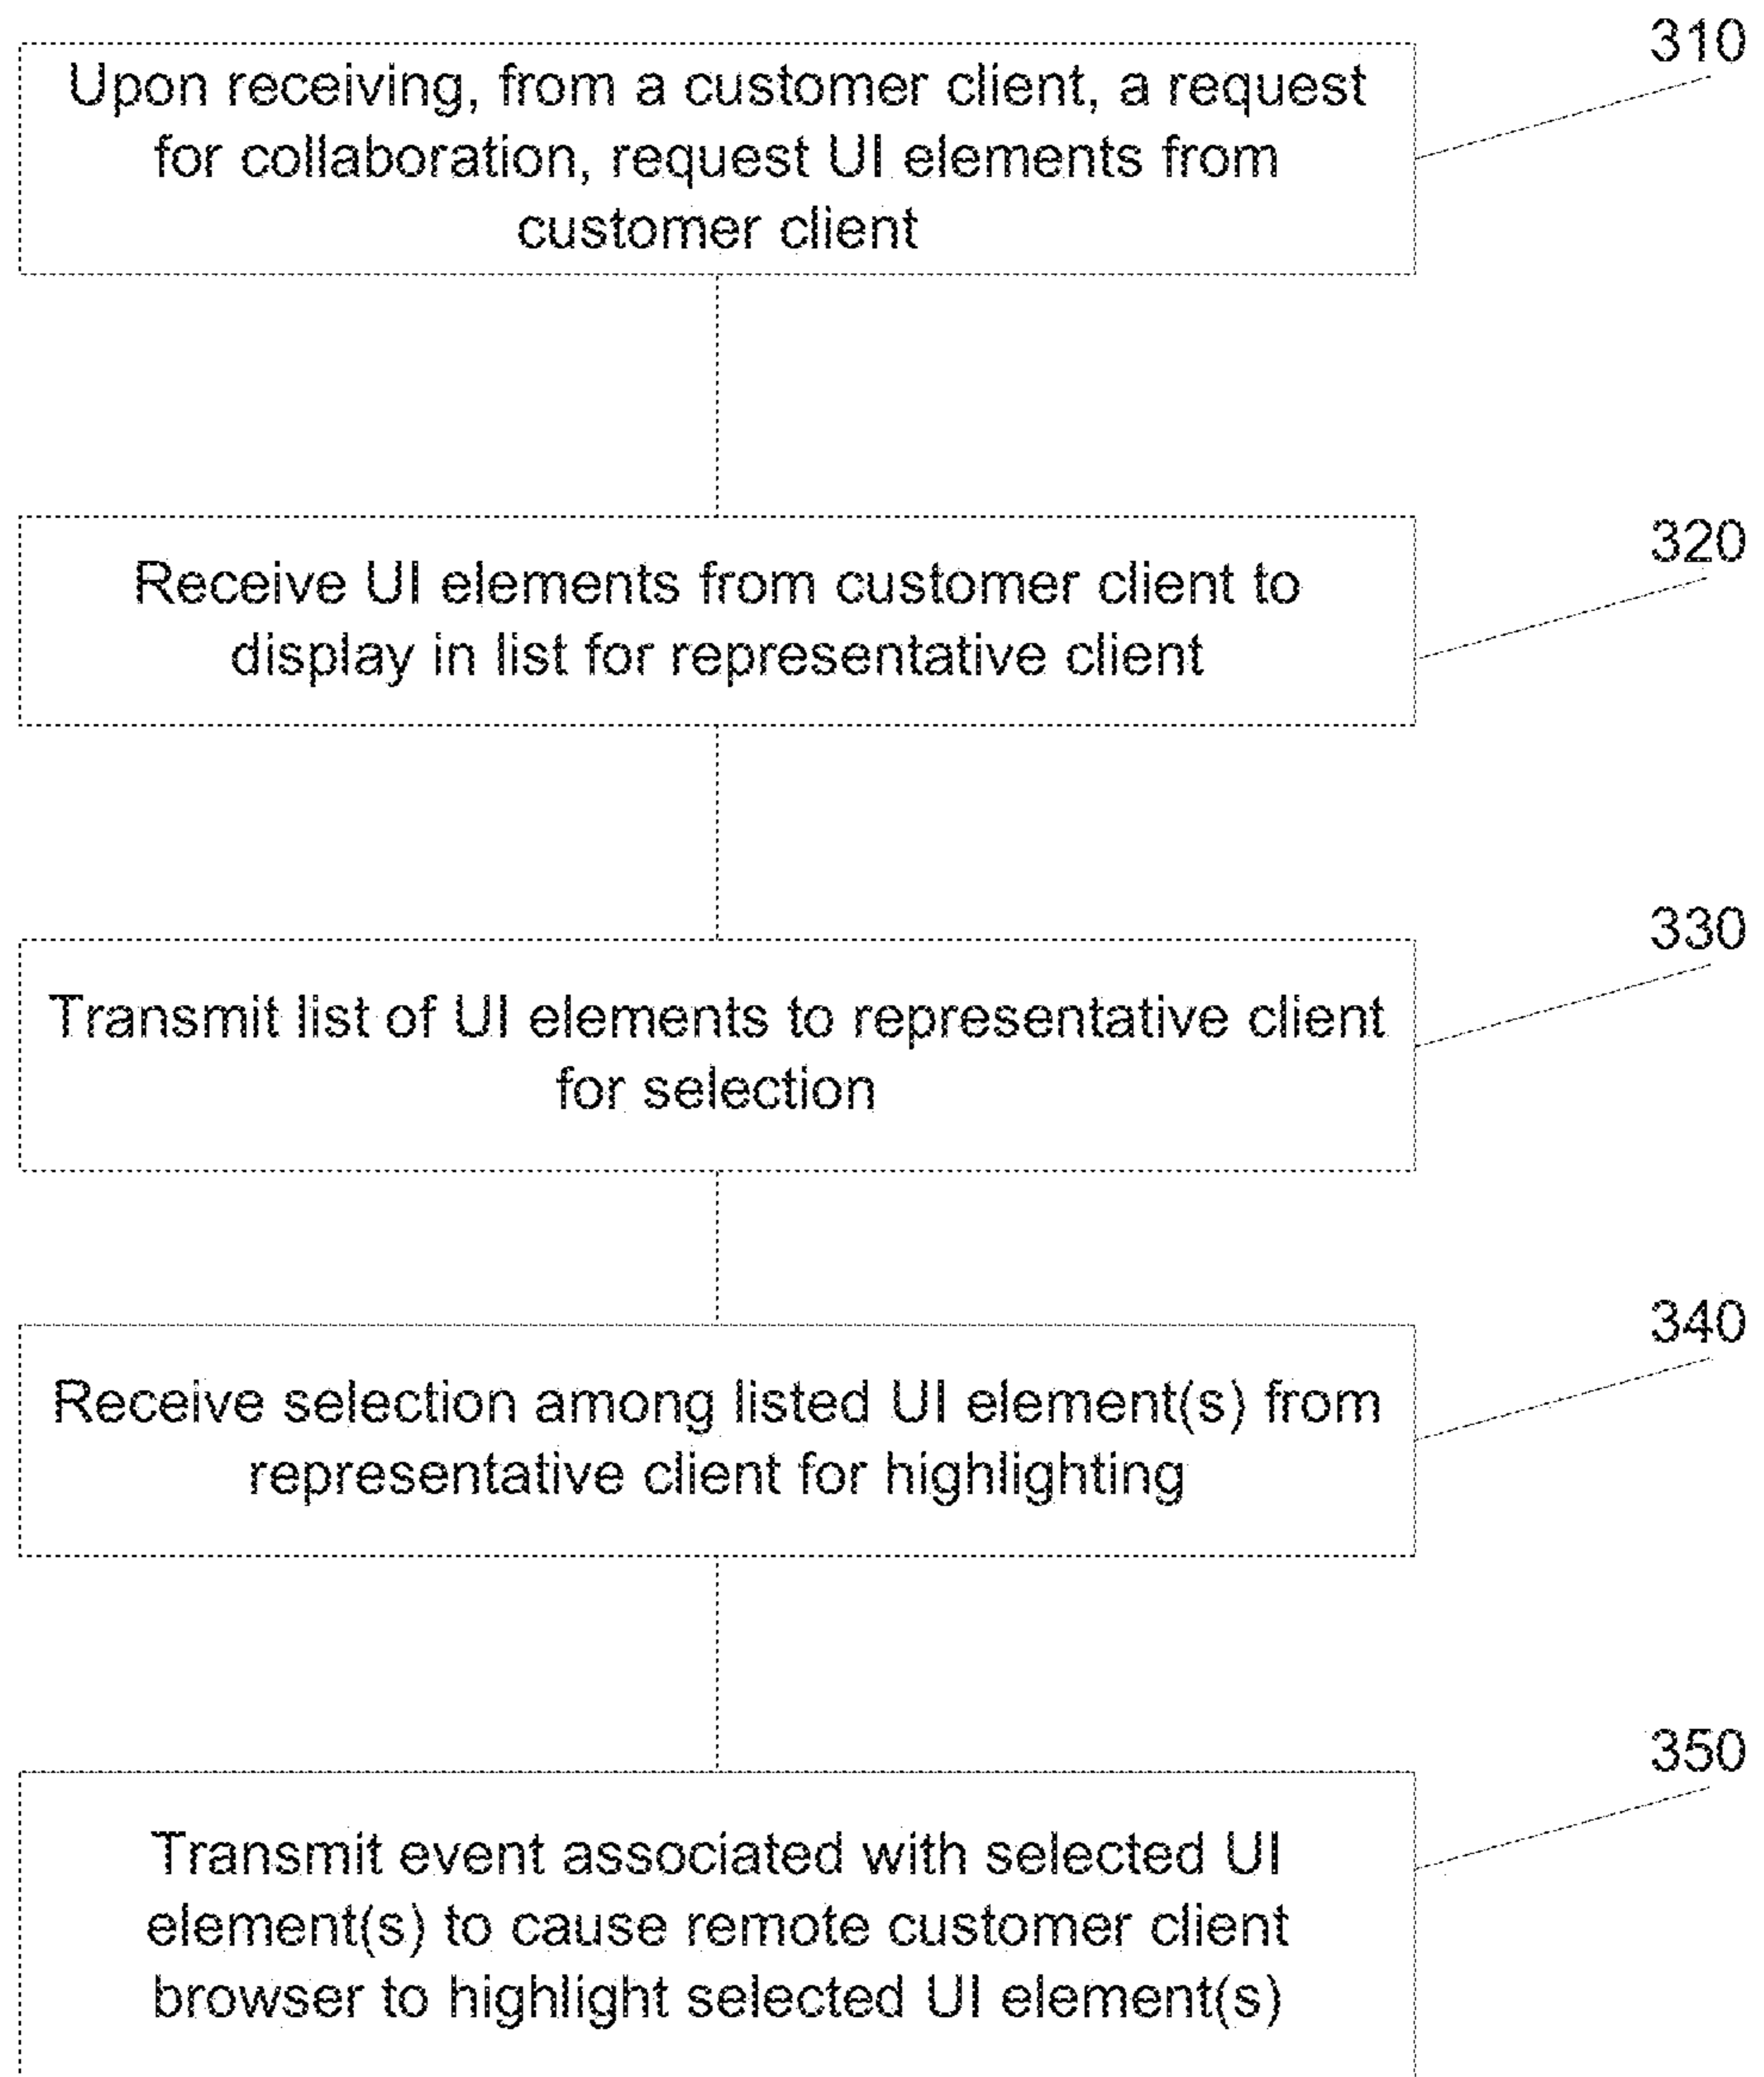 310
Upon receiving, from a customer client, a request
for collaboration, request UI elements from
customer client
320
Receive UI elements from customer client to
display in list for representative client
330
Transmit list of UI elements to representative client
for selection
340
Receive selection among listed UI element(s) from
representative client for highlighting
350
Transmit event associated with selected UI
element(s) to cause remote customer client
browser to highlight selected UI element(s)